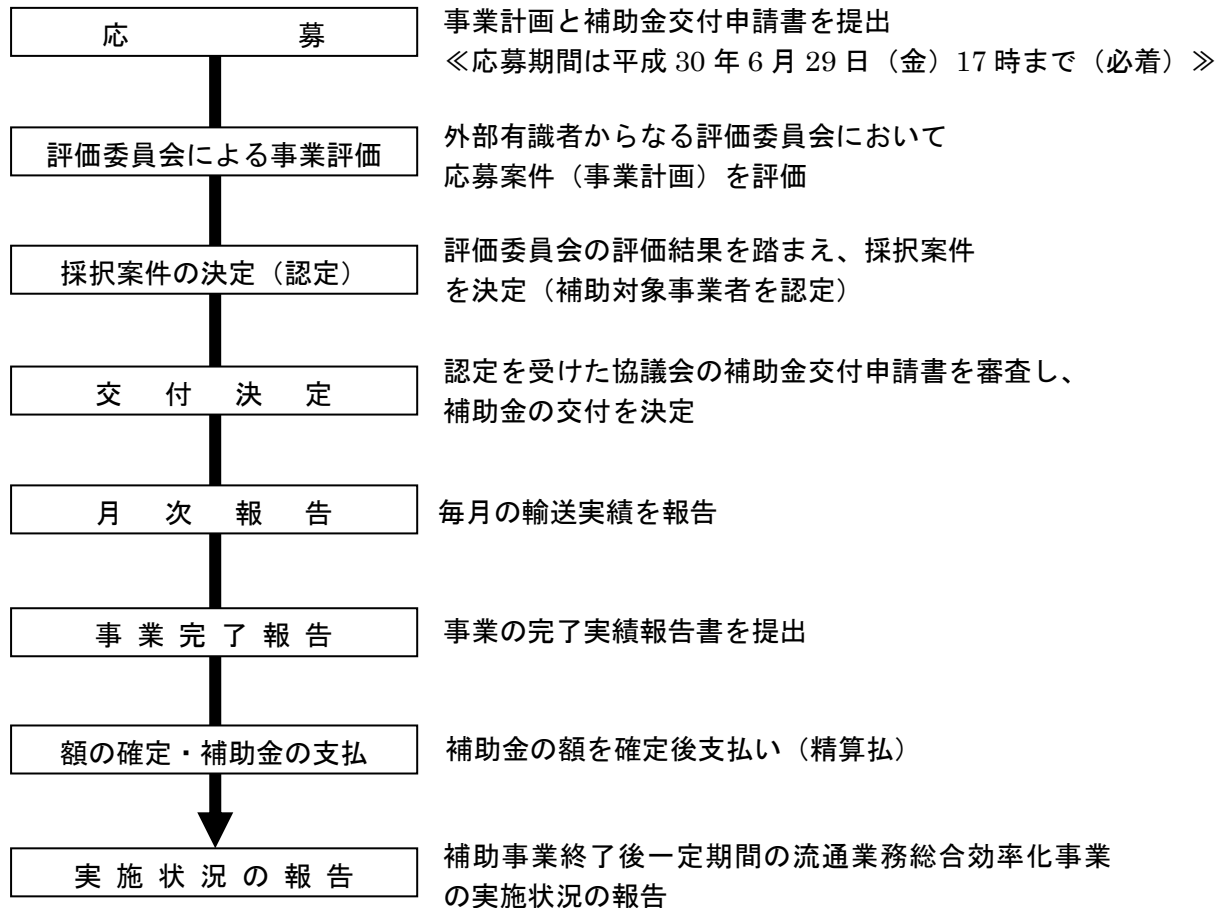 応募
事業計画と補助金交付申請書を提出
≪応募期間は平成 30 年 6 月 29 日（金）17 時まで（必着）≫
評価委員会による事業評価
外部有識者からなる評価委員会において
応募案件（事業計画）を評価
採択案件の決定（認定）
評価委員会の評価結果を踏まえ、採択案件
を決定（補助対象事業者を認定）
交付決定
認定を受けた協議会の補助金交付申請書を審査し、
補助金の交付を決定
月次報告
毎月の輸送実績を報告
事業完了報告
事業の完了実績報告書を提出
額の確定・補助金の支払
補助金の額を確定後支払い（精算払）
実施状況の報告
補助事業終了後一定期間の流通業務総合効率化事業
の実施状況の報告